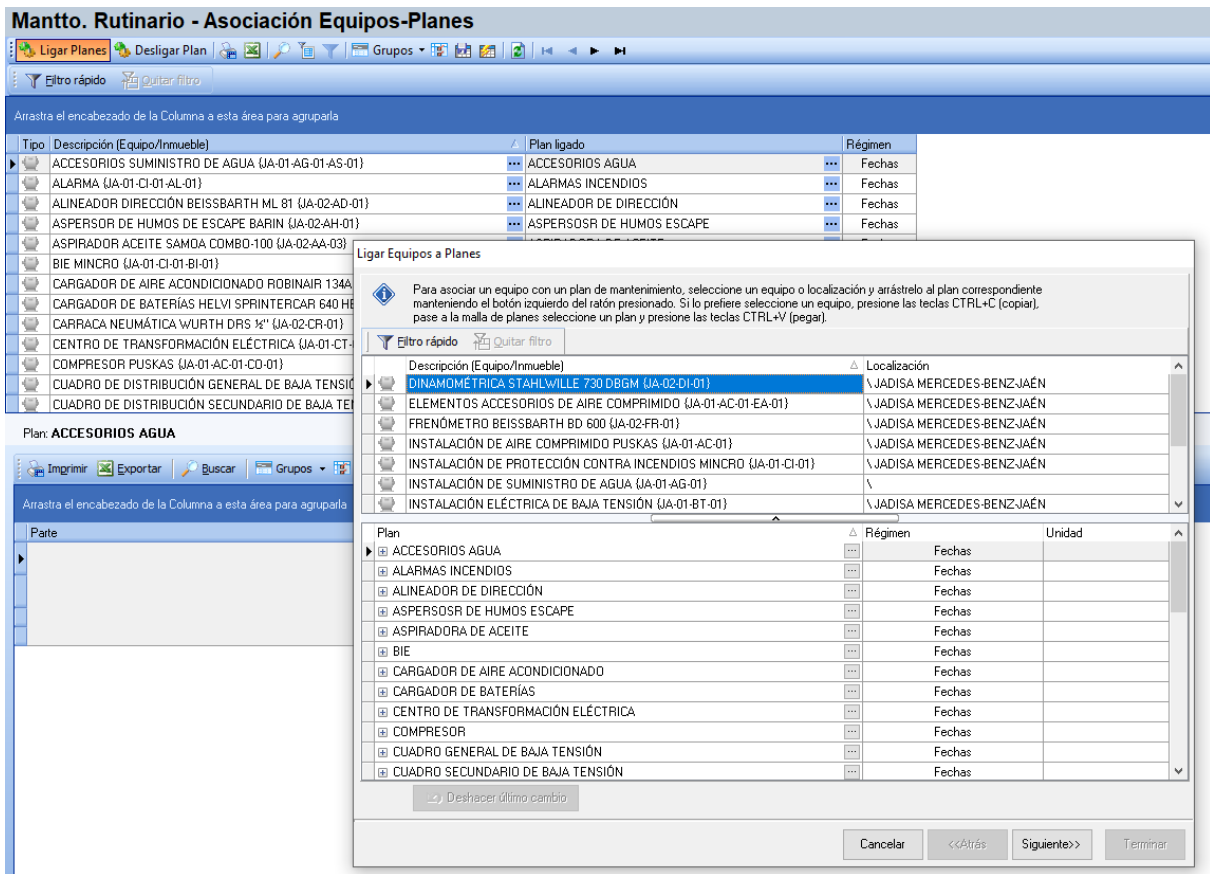 Mantto. Rutinario - Asociación Equipos-Planes
Ligar Planes Desligar Plan Grupos
Filtro rápido Quitar filtro
Arrastra el encabezado de la Columna a esta área para agruparla
Tipo Descripción (Equipo/Inmueble) Plan ligado Régimen
ACCESORIOS SUMINISTRO DE AGUA {JA-01-AG-01-AS-01} ... ACCESORIOS AGUA ... Fechas
ALARMA {JA-01-CI-01-AL-01} ... ALARMAS INCENDIOS ... Fechas
ALINEADOR DIRECCIÓN BEISSBARTH ML 81 {JA-02-AD-01} ... ALINEADOR DE DIRECCIÓN ... Fechas
ASPERSOR DE HUMOS DE ESCAPE BARIN {JA-02-AH-01} ... ASPERSOSR DE HUMOS ESCAPE ... Fechas
ASPIRADOR ACEITE SAMOA COMBO-100 {JA-02-AA-03}
BIE MINCRO {JA-01-CI-01-BI-01}
CARGADOR DE AIRE ACONDICIONADO ROBINAIR 134A
CARGADOR DE BATERÍAS HELVI SPRINTERCAR 640 HE
CARRACA NEUMÁTICA WURTH DRS ½" {JA-02-CR-01}
CENTRO DE TRANSFORMACIÓN ELÉCTRICA {JA-01-CT-
COMPRESOR PUSKAS {JA-01-AC-01-CO-01}
CUADRO DE DISTRIBUCIÓN GENERAL DE BAJA TENSIÓ
CUADRO DE DISTRIBUCIÓN SECUNDARIO DE BAJA TE
Plan: ACCESORIOS AGUA
Imprimir Exportar Buscar Grupos
Arrastra el encabezado de la Columna a esta área para agruparla
Parte
Ligar Equipos a Planes
Para asociar un equipo con un plan de mantenimiento, seleccione un equipo o localización y arrástrelo al plan correspondiente
manteniendo el botón izquierdo del ratón presionado. Si lo prefiere seleccione un equipo, presione las teclas CTRL+C (copiar),
pase a la malla de planes seleccione un plan y presione las teclas CTRL+V (pegar).
Filtro rápido Quitar filtro
Descripción (Equipo/Inmueble) Localización
DINAMOMÉTRICA STAHLWILLE 730 DBGM {JA-02-DI-01} \ JADISA MERCEDES-BENZ-JAÉN
ELEMENTOS ACCESORIOS DE AIRE COMPRIMIDO {JA-01-AC-01-EA-01} \ JADISA MERCEDES-BENZ-JAÉN
FRENÓMETRO BEISSBARTH BD 600 {JA-02-FR-01} \ JADISA MERCEDES-BENZ-JAÉN
INSTALACIÓN DE AIRE COMPRIMIDO PUSKAS {JA-01-AC-01} \ JADISA MERCEDES-BENZ-JAÉN
INSTALACIÓN DE PROTECCIÓN CONTRA INCENDIOS MINCRO {JA-01-CI-01} \ JADISA MERCEDES-BENZ-JAÉN
INSTALACIÓN DE SUMINISTRO DE AGUA {JA-01-AG-01} \
INSTALACIÓN ELÉCTRICA DE BAJA TENSIÓN {JA-01-BT-01} \ JADISA MERCEDES-BENZ-JAÉN
Plan Régimen Unidad
ACCESORIOS AGUA ... Fechas
ALARMAS INCENDIOS ... Fechas
ALINEADOR DE DIRECCIÓN ... Fechas
ASPERSOSR DE HUMOS ESCAPE ... Fechas
ASPIRADORA DE ACEITE ... Fechas
BIE ... Fechas
CARGADOR DE AIRE ACONDICIONADO ... Fechas
CARGADOR DE BATERÍAS ... Fechas
CENTRO DE TRANSFORMACIÓN ELÉCTRICA ... Fechas
COMPRESOR ... Fechas
CUADRO GENERAL DE BAJA TENSIÓN ... Fechas
CUADRO SECUNDARIO DE BAJA TENSIÓN ... Fechas
Deshacer último cambio
Cancelar <<Atrás Siguiente>> Terminar